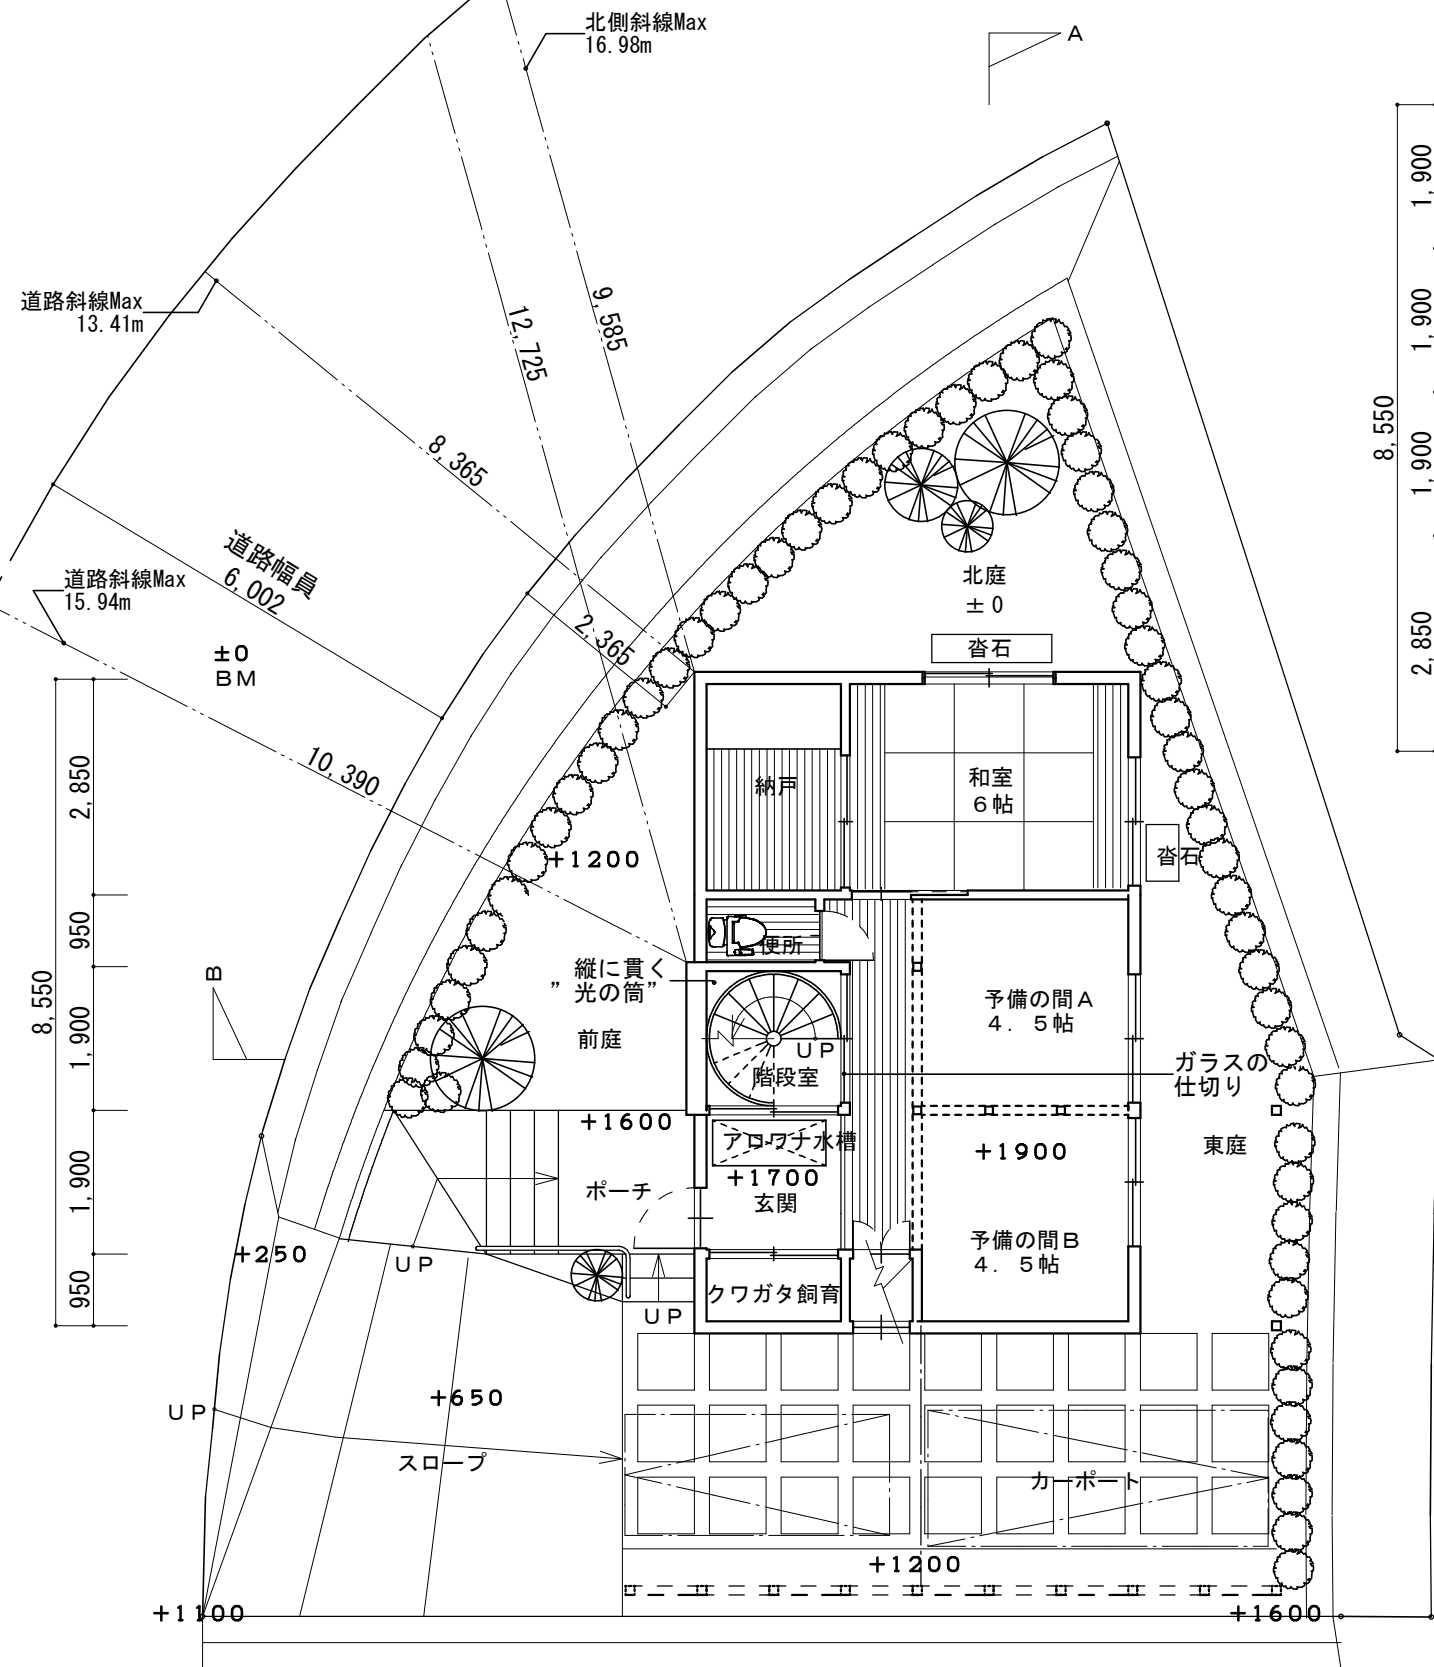 北側斜線Max
16.98m
A
道路斜線Max
13.41m
9,585
12,725
8,365
道路幅員
6,002
道路斜線Max
15.94m
±0
BM
2,365
10,390
北庭
±0
沓石
納戸
和室
6帖
沓石
+1200
便所
縦に貫く
”光の筒”
前庭
UP
階段室
予備の間A
4．5帖
ガラスの
仕切り
B
+1600
アロワナ水槽
+1700
玄関
ポーチ
+1900
東庭
予備の間B
4．5帖
+250
UP
クワガタ飼育
UP
+650
UP
スロープ
カーポート
+1200
+1100
+1600
8,550
2,850
950
1,900
1,900
950
8,550
1,900
1,900
1,900
2,850